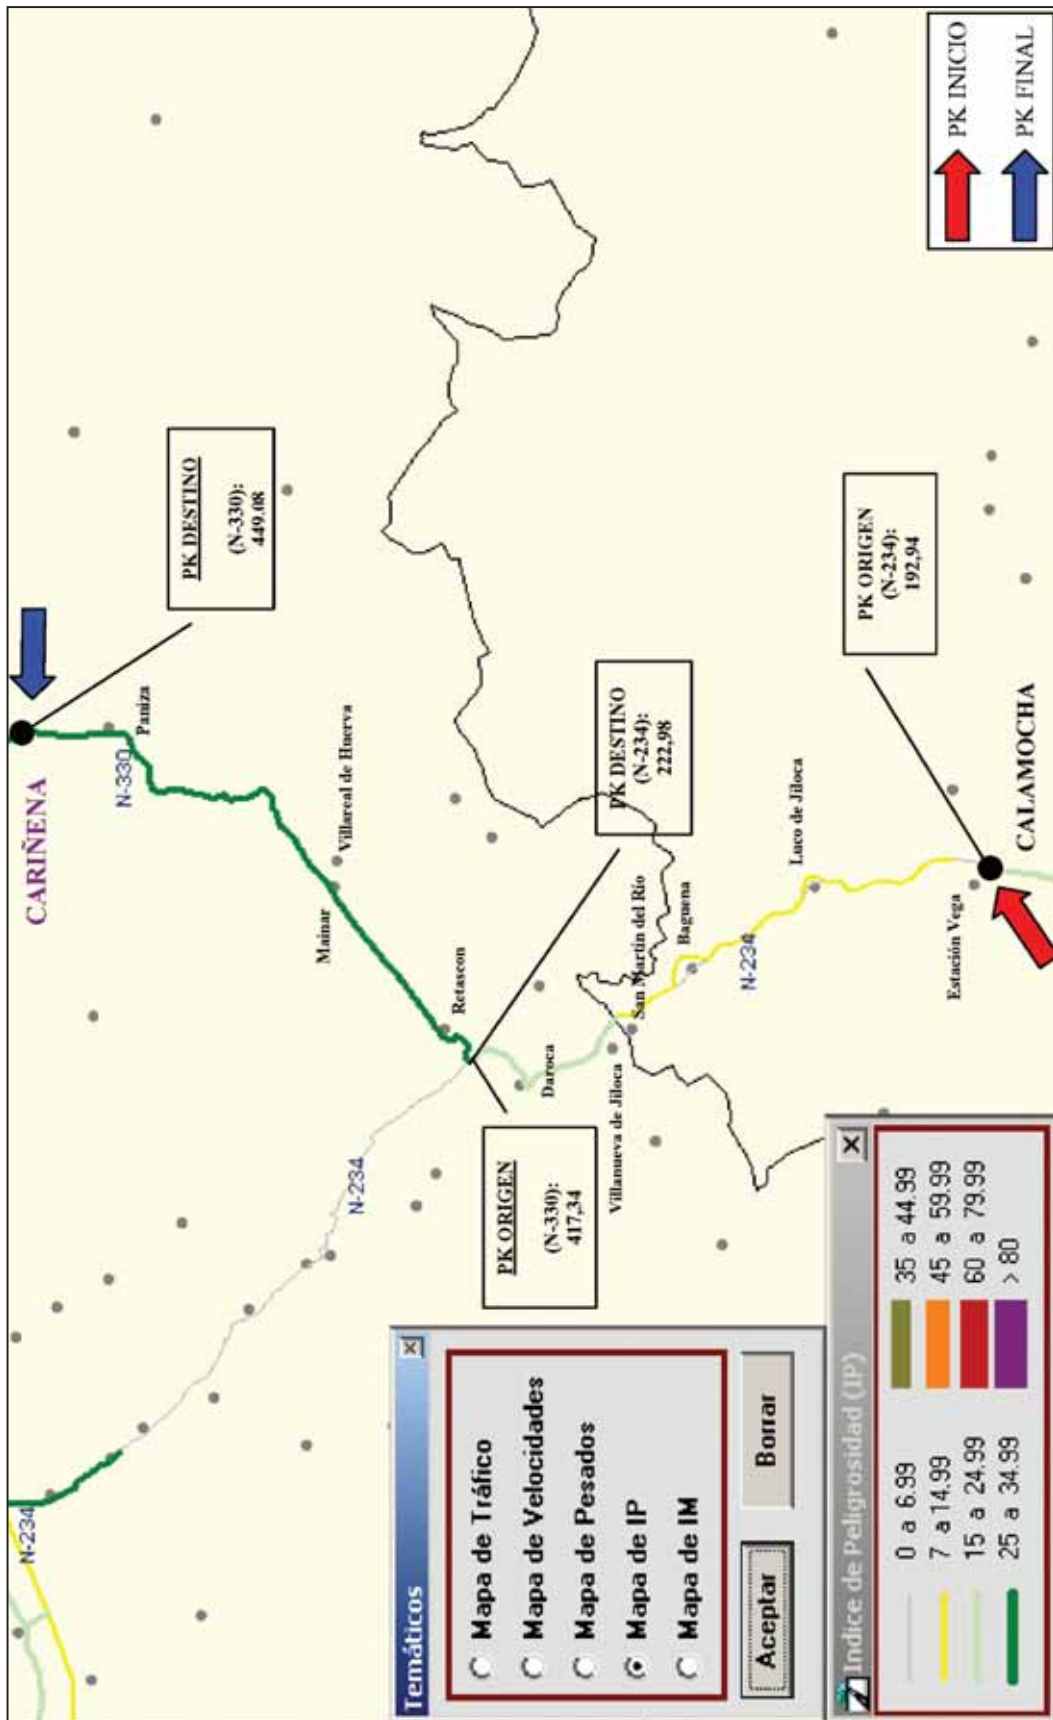 N-234
N-234
N-234
N-330
CARIÑENA
Paniza
Villareal de Huerva
Mainar
Retascon
Daroca
Villanueva de Jiloca
San Martín del Río
Baguena
Luco de Jiloca
Estación Vega
CALAMOCHA
PK DESTINO
(N-330):
449,08
PK ORIGEN
(N-330):
417,34
PK DESTINO
(N-234):
222,98
PK ORIGEN
(N-234):
192,94
PK INICIO
PK FINAL
Temáticos
Mapa de Tráfico
Mapa de Velocidades
Mapa de Pesados
Mapa de IP
Mapa de IM
Aceptar
Borrar
Indice de Peligrosidad (IP)
0 a 6.99
7 a 14.99
15 a 24.99
25 a 34.99
35 a 44.99
45 a 59.99
60 a 79.99
> 80